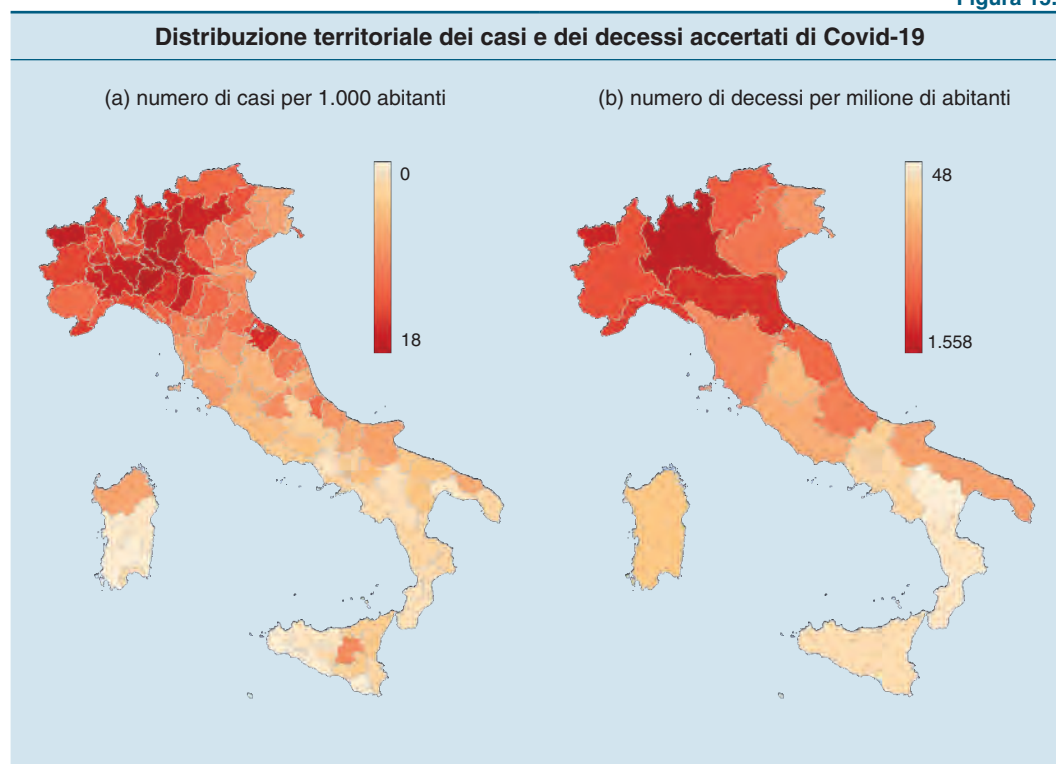 Figura 15.
Distribuzione territoriale dei casi e dei decessi accertati di Covid-19
(a) numero di casi per 1.000 abitanti
(b) numero di decessi per milione di abitanti
0
18
48
1.558